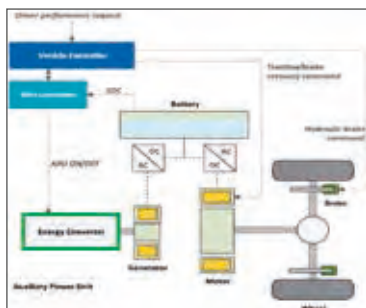 Driver performance request
Vehicle Controller
Traction/brake
recovery command
SOC
Battery
Hydraulic brake
command
DC
AC
DC
AC
APU ON/OFF
Brake
Energy Converter
Generator
Motor
Auxiliary Power Unit
Wheel